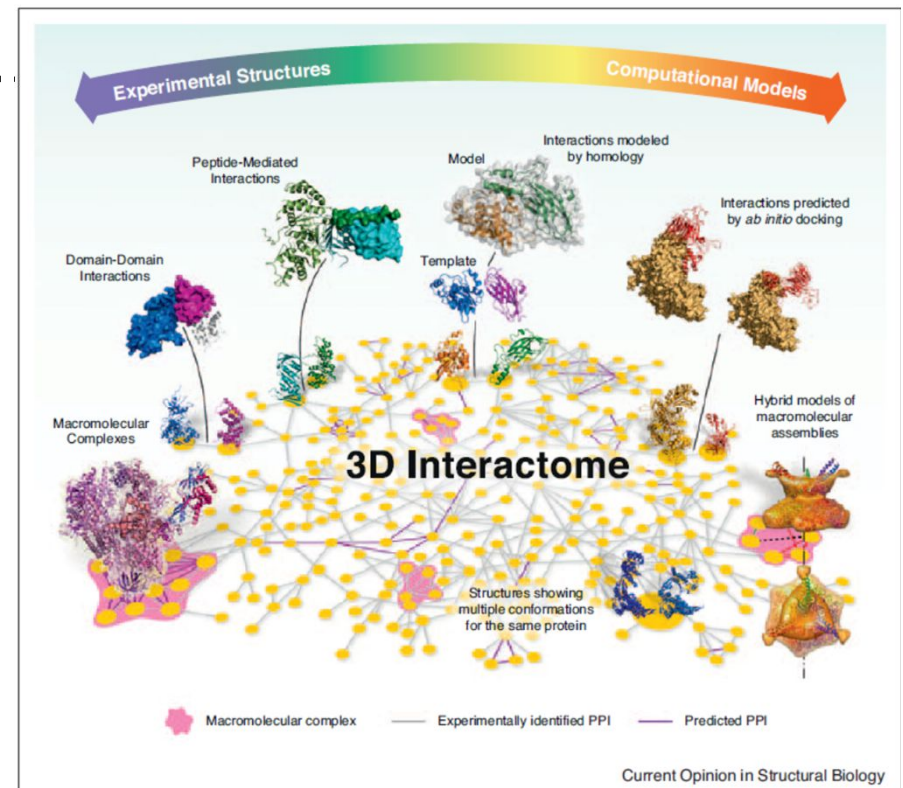 Experimental Structures
Computational Models
Peptide-Mediated
Interactions
Model
Interactions modeled
by homology
Interactions predicted
by ab initio docking
Domain-Domain
Interactions
Template
Macromolecular
Complexes
Hybrid models of
macromolecular
assemblies
3D Interactome
Structures showing
multiple conformations
for the same protein
Macromolecular complex
Experimentally identified PPI
Predicted PPI
Current Opinion in Structural Biology